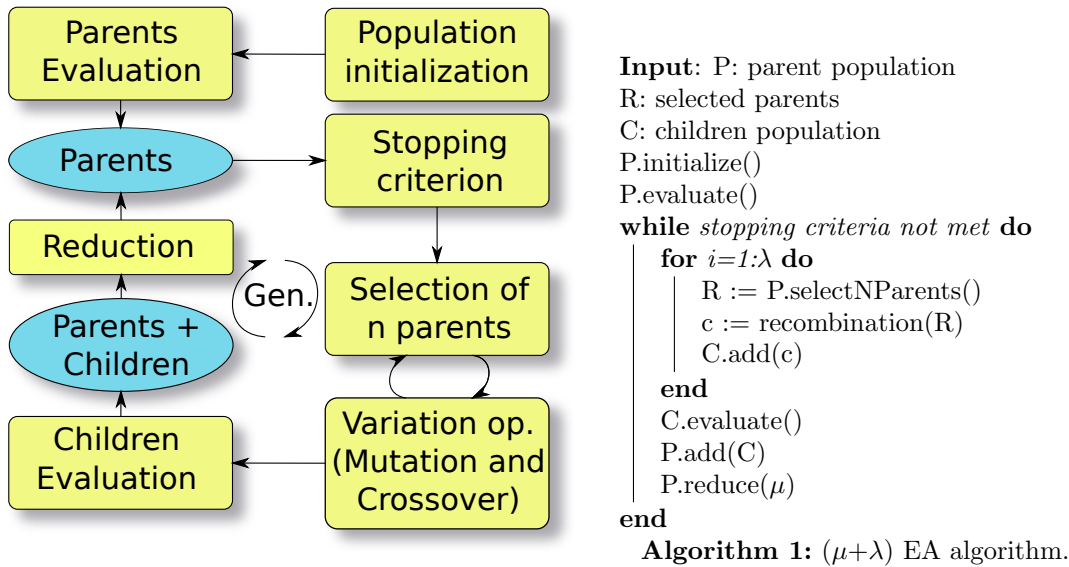 Parents
Evaluation
Population
initialization
Parents
Stopping
criterion
Reduction
Gen.
Selection of
n parents
Parents +
Children
Children
Evaluation
Variation op.
(Mutation and
Crossover)
Input: P: parent population
R: selected parents
C: children population
P.initialize()
P.evaluate()
while stopping criteria not met do
for i=1:λ do
R := P.selectNParents()
c := recombination(R)
C.add(c)
end
C.evaluate()
P.add(C)
P.reduce(μ)
end
Algorithm 1: (μ+λ) EA algorithm.